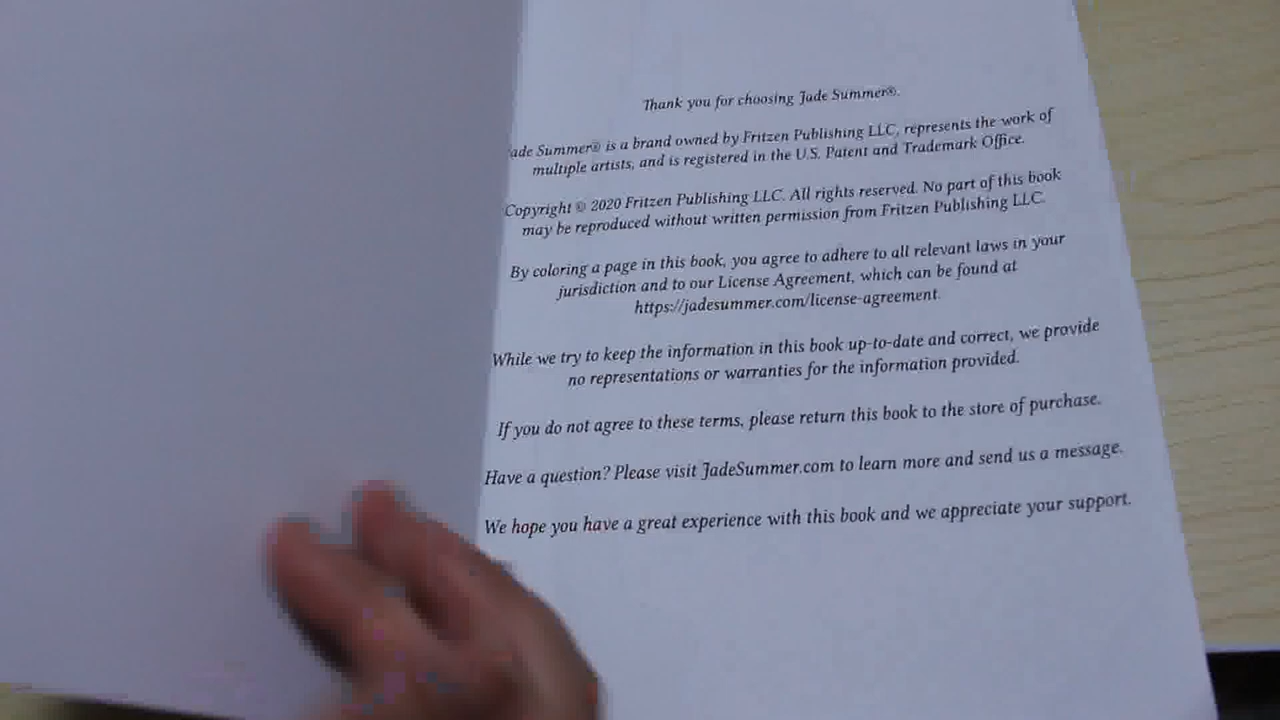 Thank you for choosing Jade Summer®.
ade Summer® is a brand owned by Fritzen Publishing LLC, represents the work of
multiple artists, and is registered in the U.S. Patent and Trademark Office.
Copyright © 2020 Fritzen Publishing LLC. All rights reserved. No part of this book
may be reproduced without written permission from Fritzen Publishing LLC.
By coloring a page in this book, you agree to adhere to all relevant laws in your
jurisdiction and to our License Agreement, which can be found at
https://jadesummer.com/license-agreement.
While we try to keep the information in this book up-to-date and correct, we provide
no representations or warranties for the information provided.
If you do not agree to these terms, please return this book to the store of purchase.
Have a question? Please visit JadeSummer.com to learn more and send us a message.
We hope you have a great experience with this book and we appreciate your support.